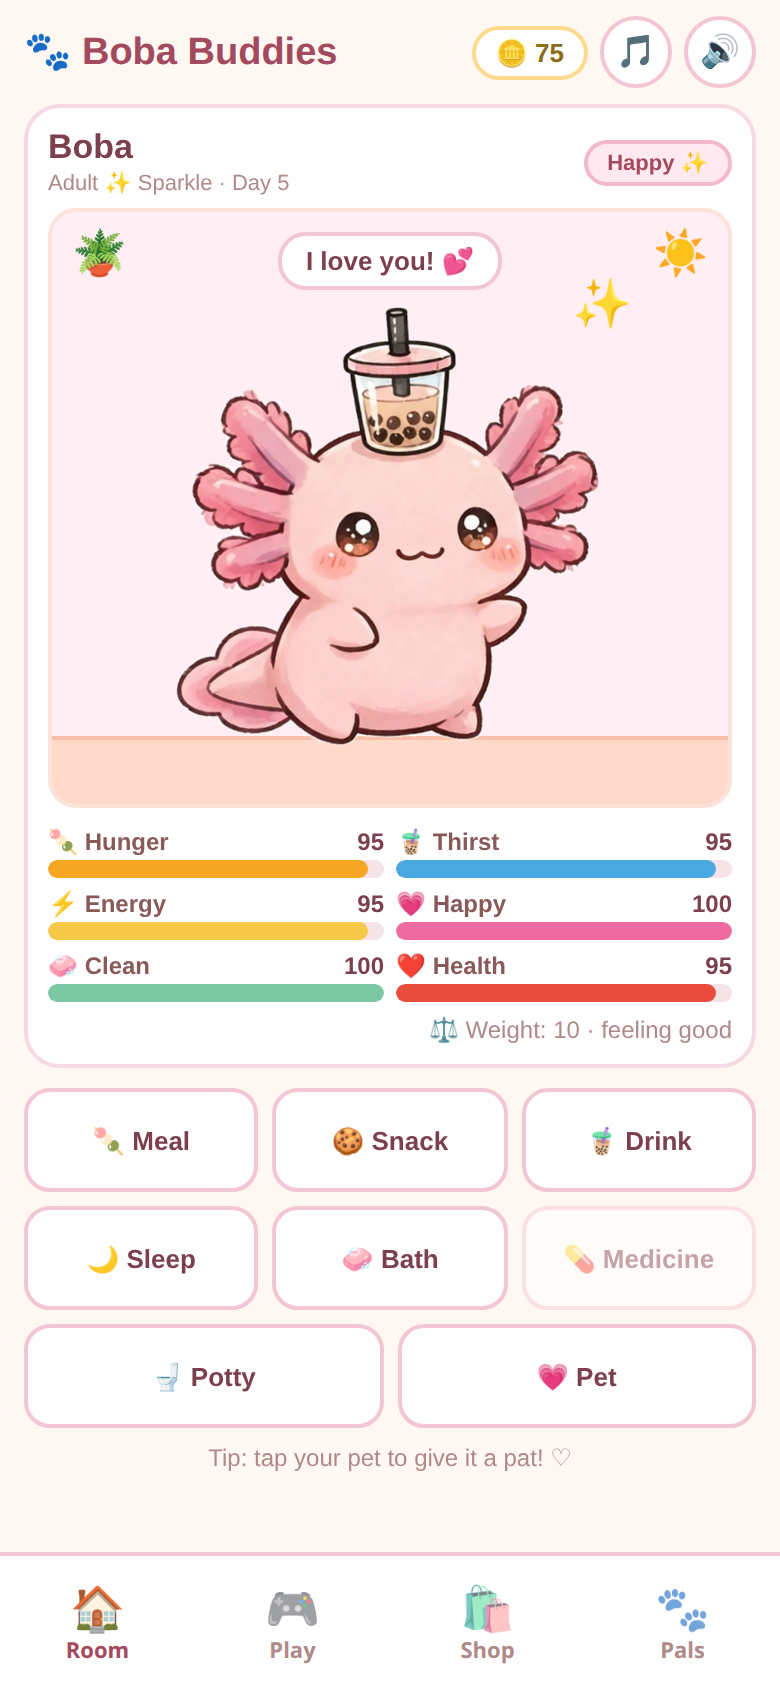 🐾 Boba Buddies
🪙 75
🎵
🔊
Boba
Adult ✨ Sparkle · Day 5
Happy ✨
I love you! 💕
Hunger 95
Thirst 95
Energy 95
Happy 100
Clean 100
Health 95
⚖️ Weight: 10 · feeling good
🍡 Meal
🍪 Snack
🧋 Drink
🌙 Sleep
🧼 Bath
💊 Medicine
🚽 Potty
💗 Pet
Tip: tap your pet to give it a pat! ♡
Room
Play
Shop
Pals